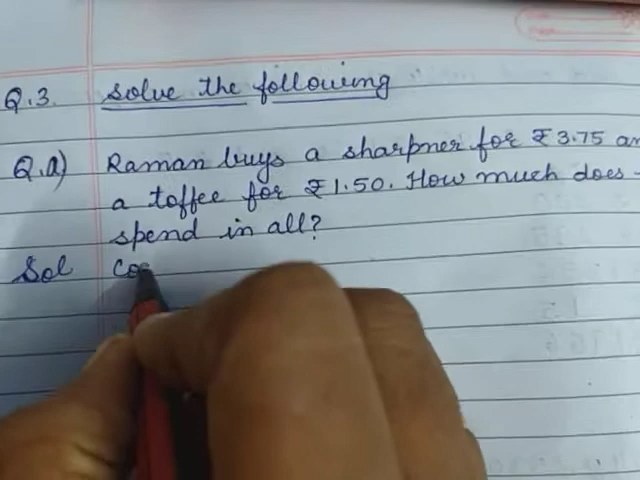 Q.3. Solve the following
Q.a) Raman buys a sharpner for ₹3.75
a toffee for ₹1.50. How much does
spend in all?
Sol Cos